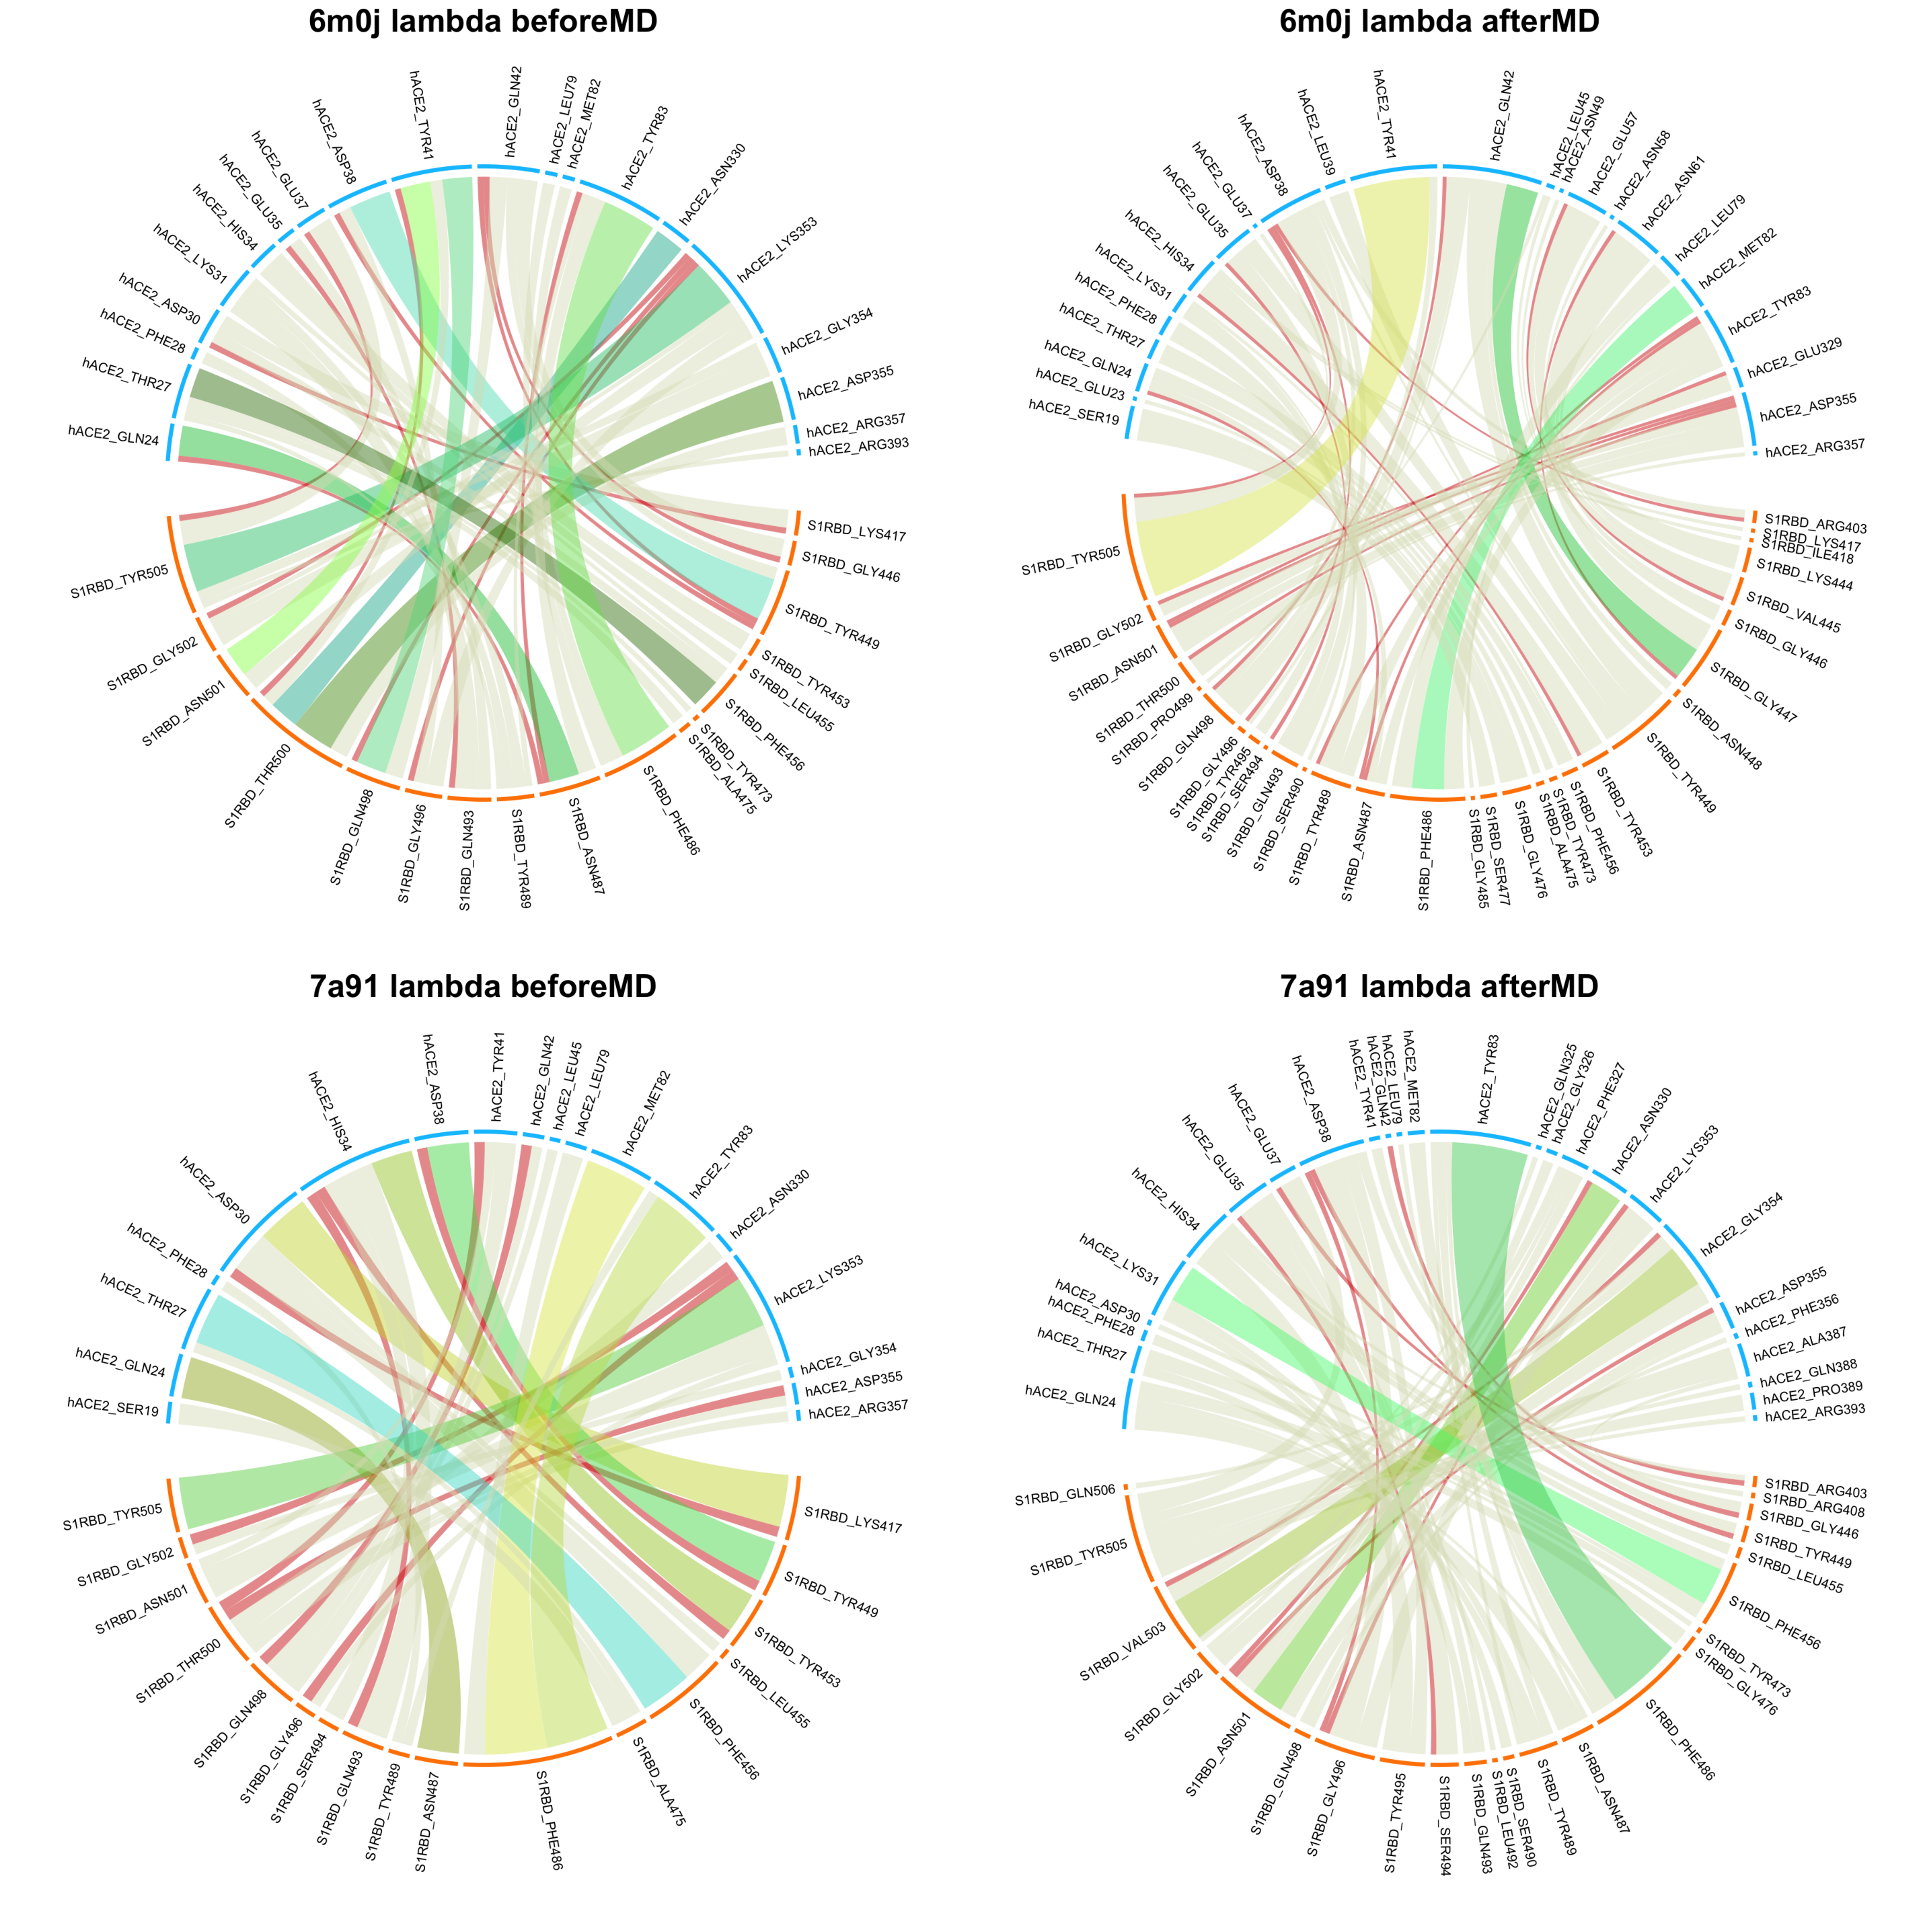 6m0j lambda beforeMD
hACE2_GLN24
hACE2_THR27
hACE2_PHE28
hACE2_ASP30
hACE2_LYS31
hACE2_HIS34
hACE2_GLU35
hACE2_GLU37
hACE2_ASP38
hACE2_TYR41
hACE2_GLN42
hACE2_LEU79
hACE2_MET82
hACE2_TYR83
hACE2_ASN330
hACE2_LYS353
hACE2_GLY354
hACE2_ASP355
hACE2_ARG357
hACE2_ARG393
S1RBD_LYS417
S1RBD_GLY446
S1RBD_TYR449
S1RBD_TYR453
S1RBD_LEU455
S1RBD_PHE456
S1RBD_TYR473
S1RBD_ALA475
S1RBD_PHE486
S1RBD_ASN487
S1RBD_TYR489
S1RBD_GLN493
S1RBD_GLY496
S1RBD_GLN498
S1RBD_THR500
S1RBD_ASN501
S1RBD_GLY502
S1RBD_TYR505
6m0j lambda afterMD
hACE2_SER19
hACE2_GLU23
hACE2_GLN24
hACE2_THR27
hACE2_PHE28
hACE2_LYS31
hACE2_HIS34
hACE2_GLU35
hACE2_GLU37
hACE2_ASP38
hACE2_LEU39
hACE2_TYR41
hACE2_GLN42
hACE2_LEU45
hACE2_ASN49
hACE2_GLU57
hACE2_ASN58
hACE2_ASN61
hACE2_LEU79
hACE2_MET82
hACE2_TYR83
hACE2_GLU329
hACE2_ASP355
hACE2_ARG357
S1RBD_ARG403
S1RBD_LYS417
S1RBD_ILE418
S1RBD_LYS444
S1RBD_VAL445
S1RBD_GLY446
S1RBD_GLY447
S1RBD_ASN448
S1RBD_TYR449
S1RBD_TYR453
S1RBD_PHE456
S1RBD_TYR473
S1RBD_ALA475
S1RBD_GLY476
S1RBD_SER477
S1RBD_GLY485
S1RBD_PHE486
S1RBD_ASN487
S1RBD_TYR489
S1RBD_SER490
S1RBD_GLN493
S1RBD_SER494
S1RBD_TYR495
S1RBD_GLY496
S1RBD_GLN498
S1RBD_PRO499
S1RBD_THR500
S1RBD_ASN501
S1RBD_GLY502
S1RBD_TYR505
7a91 lambda beforeMD
hACE2_SER19
hACE2_GLN24
hACE2_THR27
hACE2_PHE28
hACE2_ASP30
hACE2_HIS34
hACE2_ASP38
hACE2_TYR41
hACE2_GLN42
hACE2_LEU45
hACE2_LEU79
hACE2_MET82
hACE2_TYR83
hACE2_ASN330
hACE2_LYS353
hACE2_GLY354
hACE2_ASP355
hACE2_ARG357
S1RBD_LYS417
S1RBD_TYR449
S1RBD_TYR453
S1RBD_LEU455
S1RBD_PHE456
S1RBD_ALA475
S1RBD_PHE486
S1RBD_ASN487
S1RBD_TYR489
S1RBD_GLN493
S1RBD_SER494
S1RBD_GLY496
S1RBD_GLN498
S1RBD_THR500
S1RBD_ASN501
S1RBD_GLY502
S1RBD_TYR505
7a91 lambda afterMD
hACE2_GLN24
hACE2_THR27
hACE2_PHE28
hACE2_ASP30
hACE2_LYS31
hACE2_HIS34
hACE2_GLU35
hACE2_GLU37
hACE2_ASP38
hACE2_TYR41
hACE2_GLN42
hACE2_LEU79
hACE2_MET82
hACE2_TYR83
hACE2_GLN325
hACE2_GLY326
hACE2_PHE327
hACE2_ASN330
hACE2_LYS353
hACE2_GLY354
hACE2_ASP355
hACE2_PHE356
hACE2_ALA387
hACE2_GLN388
hACE2_PRO389
hACE2_ARG393
S1RBD_ARG403
S1RBD_ARG408
S1RBD_GLY446
S1RBD_TYR449
S1RBD_LEU455
S1RBD_PHE456
S1RBD_TYR473
S1RBD_GLY476
S1RBD_PHE486
S1RBD_ASN487
S1RBD_TYR489
S1RBD_SER490
S1RBD_LEU492
S1RBD_GLN493
S1RBD_SER494
S1RBD_TYR495
S1RBD_GLY496
S1RBD_GLN498
S1RBD_ASN501
S1RBD_GLY502
S1RBD_VAL503
S1RBD_TYR505
S1RBD_GLN506